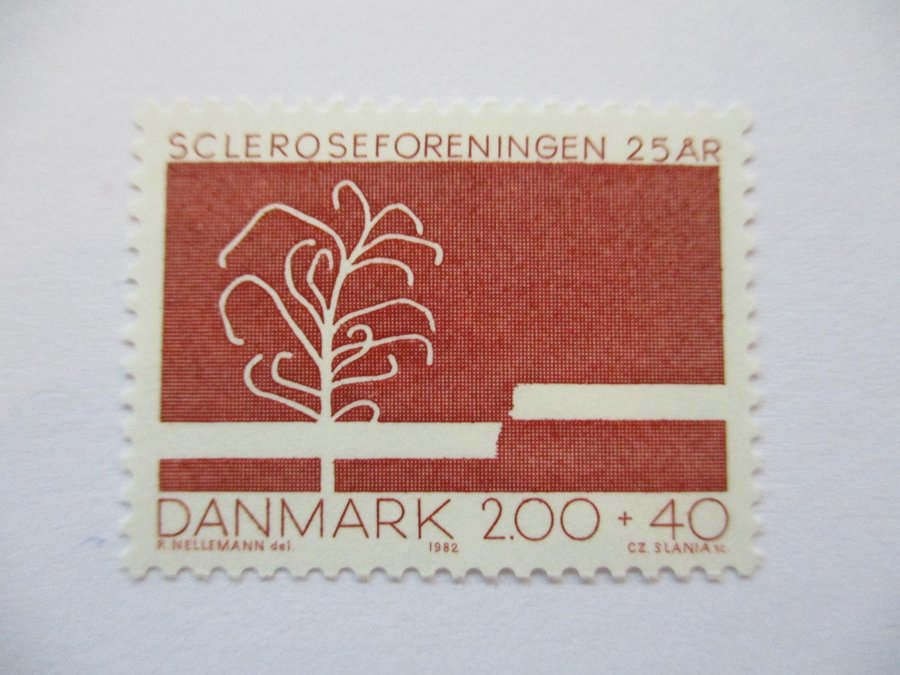 SCLEROSEFORENINGEN 25 ÅR
DANMARK 2.00 + 40
R. NELLEMANN del. 1982 CZ. SLANIA sc.